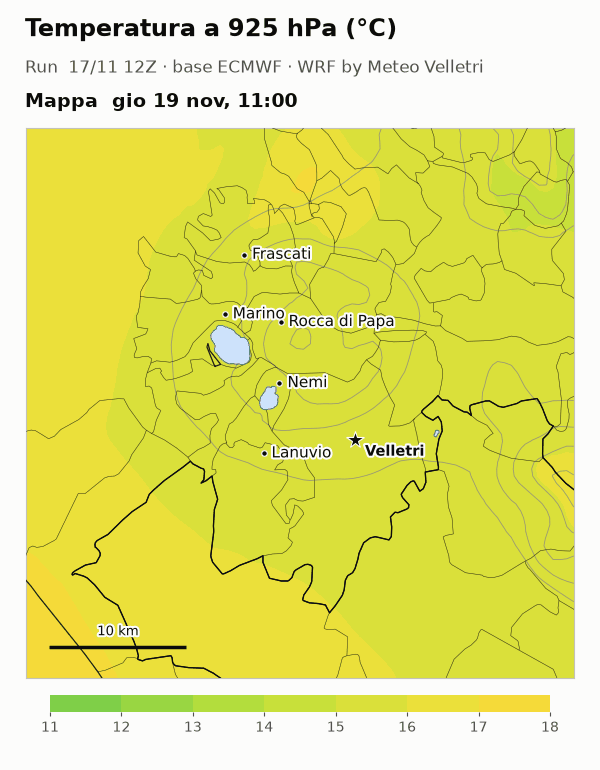 Temperatura a 925 hPa (°C)
Run  17/11 12Z · base ECMWF · WRF by Meteo Velletri
Mappa  gio 19 nov, 11:00
Frascati
Marino
Rocca di Papa
Nemi
Velletri
Lanuvio
10 km
11 12 13 14 15 16 17 18